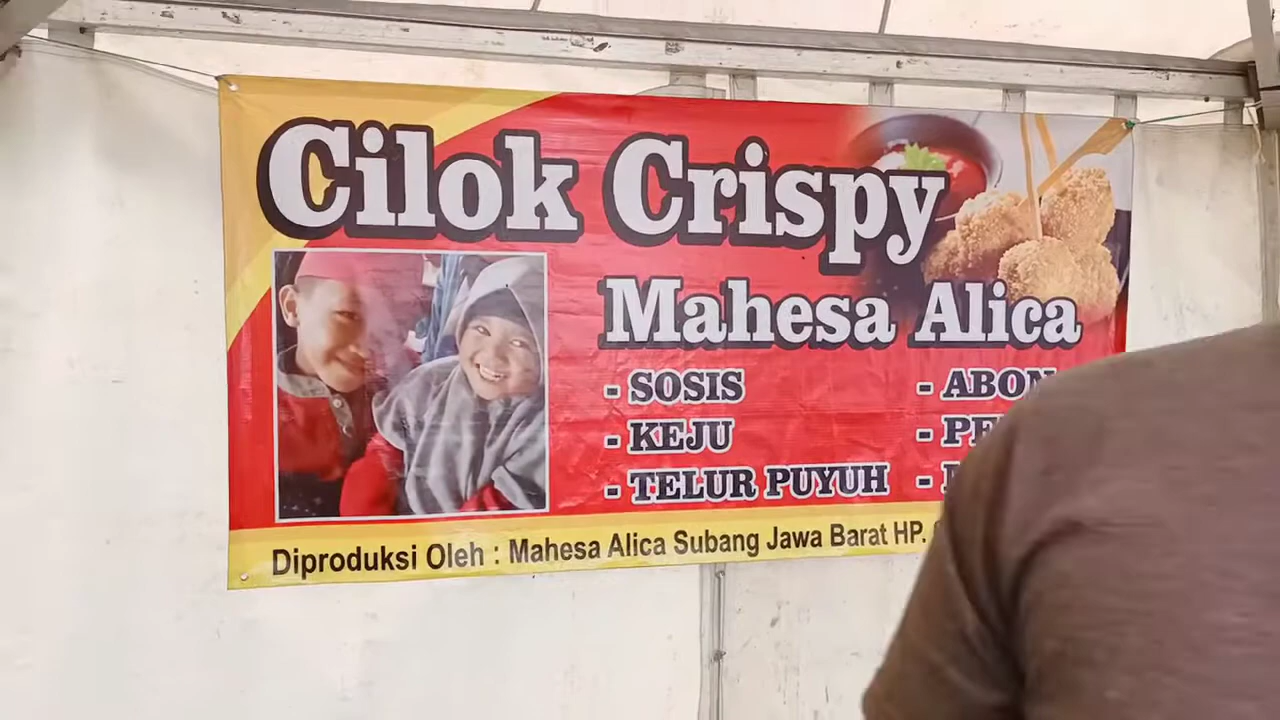 Cilok Crispy
Mahesa Alica
- SOSIS
- KEJU
- TELUR PUYUH
- ABON
Diproduksi Oleh : Mahesa Alica Subang Jawa Barat HP.